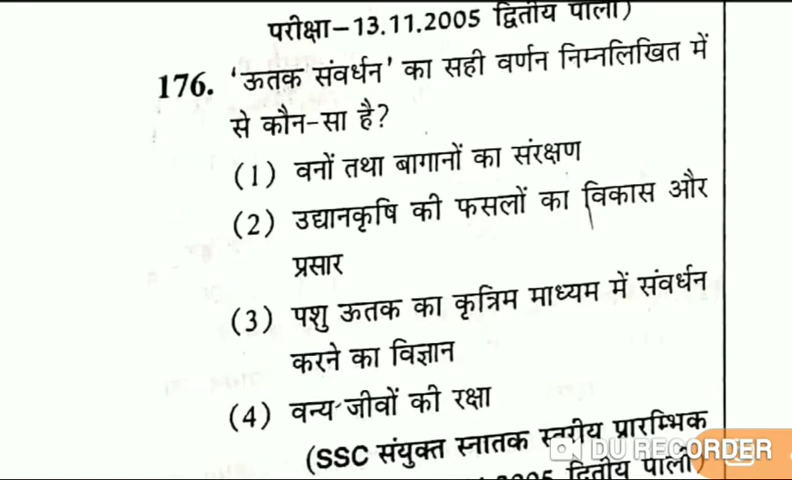 परीक्षा–13.11.2005 द्वितीय पाली)
176. 'ऊतक संवर्धन' का सही वर्णन निम्नलिखित में
से कौन-सा है?
(1) वनों तथा बागानों का संरक्षण
(2) उद्यानकृषि की फसलों का विकास और
प्रसार
(3) पशु ऊतक का कृत्रिम माध्यम में संवर्धन
करने का विज्ञान
(4) वन्य जीवों की रक्षा
(SSC संयुक्त स्नातक स्तरीय प्रारम्भिक
DU RECORDER
2005 द्वितीय पाली)